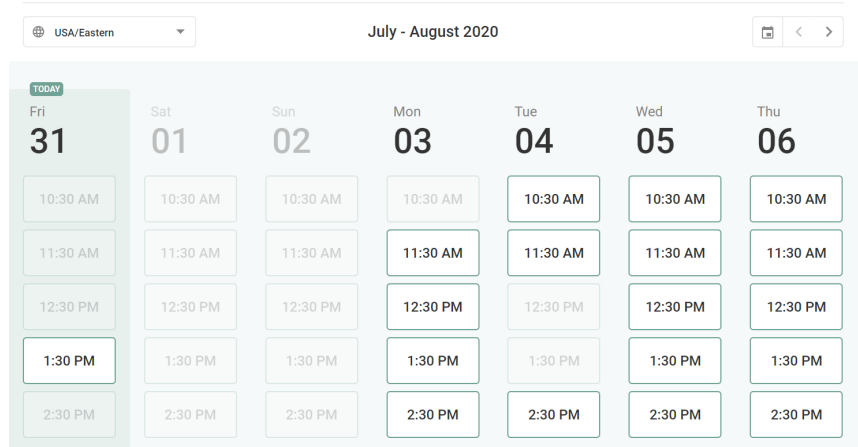 USA/Eastern July - August 2020
TODAY
Fri Sat Sun Mon Tue Wed Thu
31 01 02 03 04 05 06
10:30 AM 10:30 AM 10:30 AM 10:30 AM 10:30 AM 10:30 AM 10:30 AM
11:30 AM 11:30 AM 11:30 AM 11:30 AM 11:30 AM 11:30 AM 11:30 AM
12:30 PM 12:30 PM 12:30 PM 12:30 PM 12:30 PM 12:30 PM 12:30 PM
1:30 PM 1:30 PM 1:30 PM 1:30 PM 1:30 PM 1:30 PM 1:30 PM
2:30 PM 2:30 PM 2:30 PM 2:30 PM 2:30 PM 2:30 PM 2:30 PM